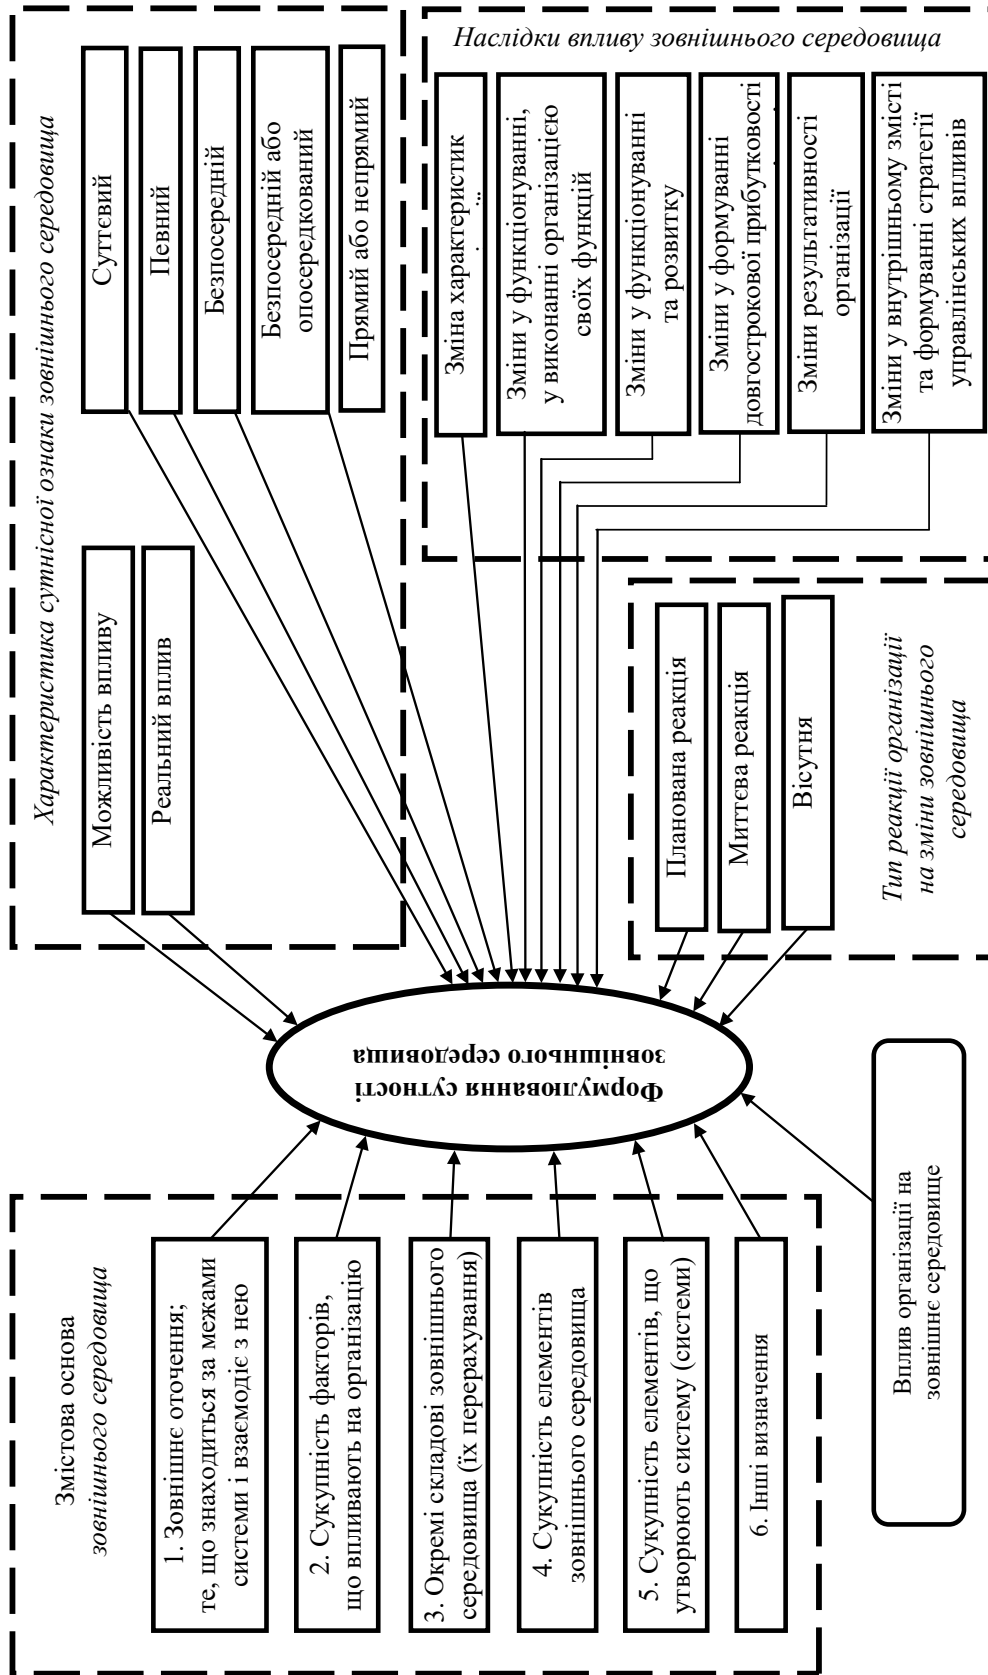 Змістова основа
зовнішнього середовища
1. Зовнішнє оточення;
те, що знаходиться за межами
системи і взаємодіє з нею
2. Сукупність факторів,
що впливають на організацію
3. Окремі складові зовнішнього
середовища (їх перерахування)
4. Сукупність елементів
зовнішнього середовища
5. Сукупність елементів, що
утворюють систему (системи)
6. Інші визначення
Вплив організації на
зовнішнє середовище
Формулювання сутності
зовнішнього середовища
Характеристика сутнісної ознаки зовнішнього середовища
Можливість впливу
Реальний вплив
Суттєвий
Певний
Безпосередній
Безпосередній або
опосередкований
Прямий або непрямий
Наслідки впливу зовнішнього середовища
Зміна характеристик
Зміни у функціонуванні,
у виконанні організацією
своїх функцій
Зміни у функціонуванні
та розвитку
Зміни у формуванні
довгострокової прибутковості
Зміни результативності
організації
Зміни у внутрішньому змісті
та формуванні стратегії
управлінських впливів
Планована реакція
Миттєва реакція
Вісутня
Тип реакції організації
на зміни зовнішнього
середовища